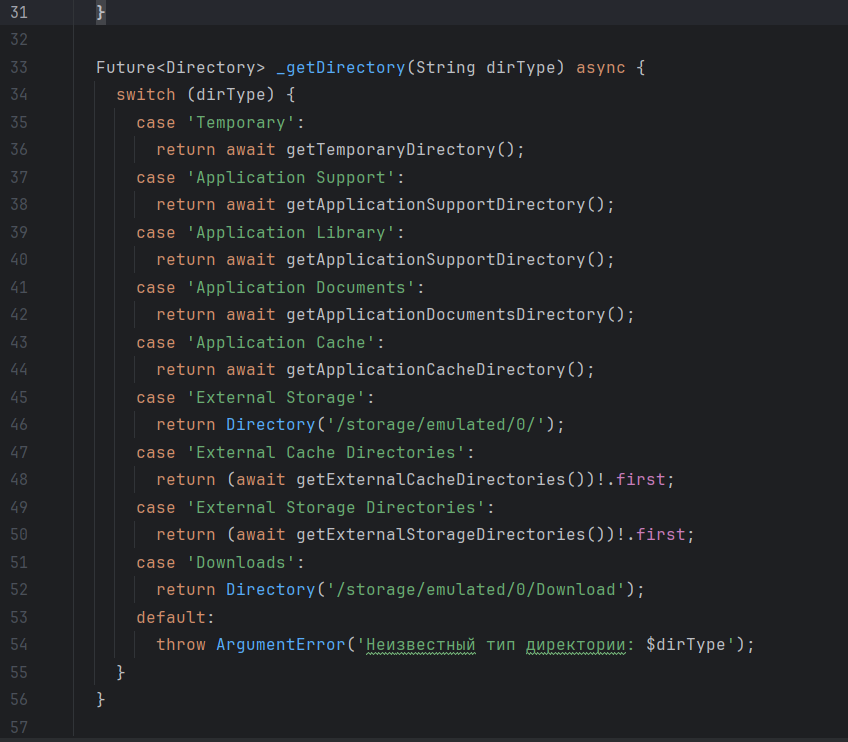 31 }
32
33 Future<Directory> _getDirectory(String dirType) async {
34 switch (dirType) {
35 case 'Temporary':
36 return await getTemporaryDirectory();
37 case 'Application Support':
38 return await getApplicationSupportDirectory();
39 case 'Application Library':
40 return await getApplicationSupportDirectory();
41 case 'Application Documents':
42 return await getApplicationDocumentsDirectory();
43 case 'Application Cache':
44 return await getApplicationCacheDirectory();
45 case 'External Storage':
46 return Directory('/storage/emulated/0/');
47 case 'External Cache Directories':
48 return (await getExternalCacheDirectories())!.first;
49 case 'External Storage Directories':
50 return (await getExternalStorageDirectories())!.first;
51 case 'Downloads':
52 return Directory('/storage/emulated/0/Download');
53 default:
54 throw ArgumentError('Неизвестный тип директории: $dirType');
55 }
56 }
57